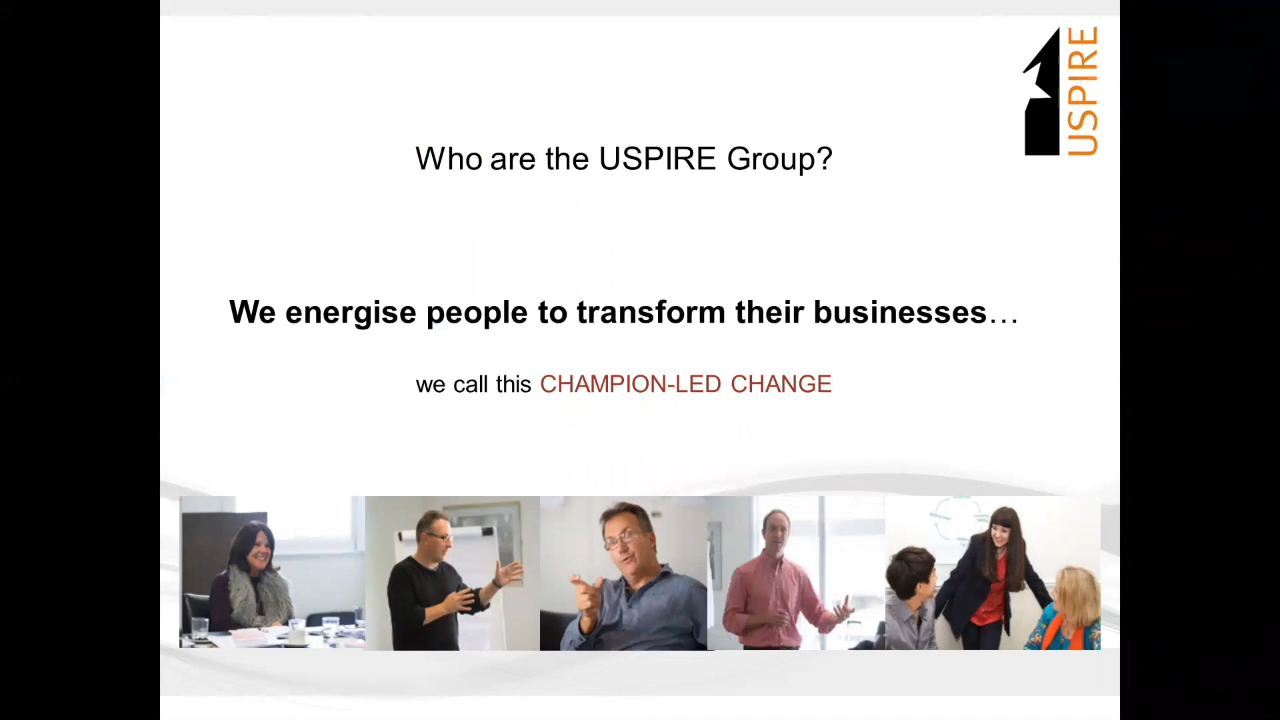 USPIRE
Who are the USPIRE Group?
We energise people to transform their businesses…
we call this CHAMPION-LED CHANGE